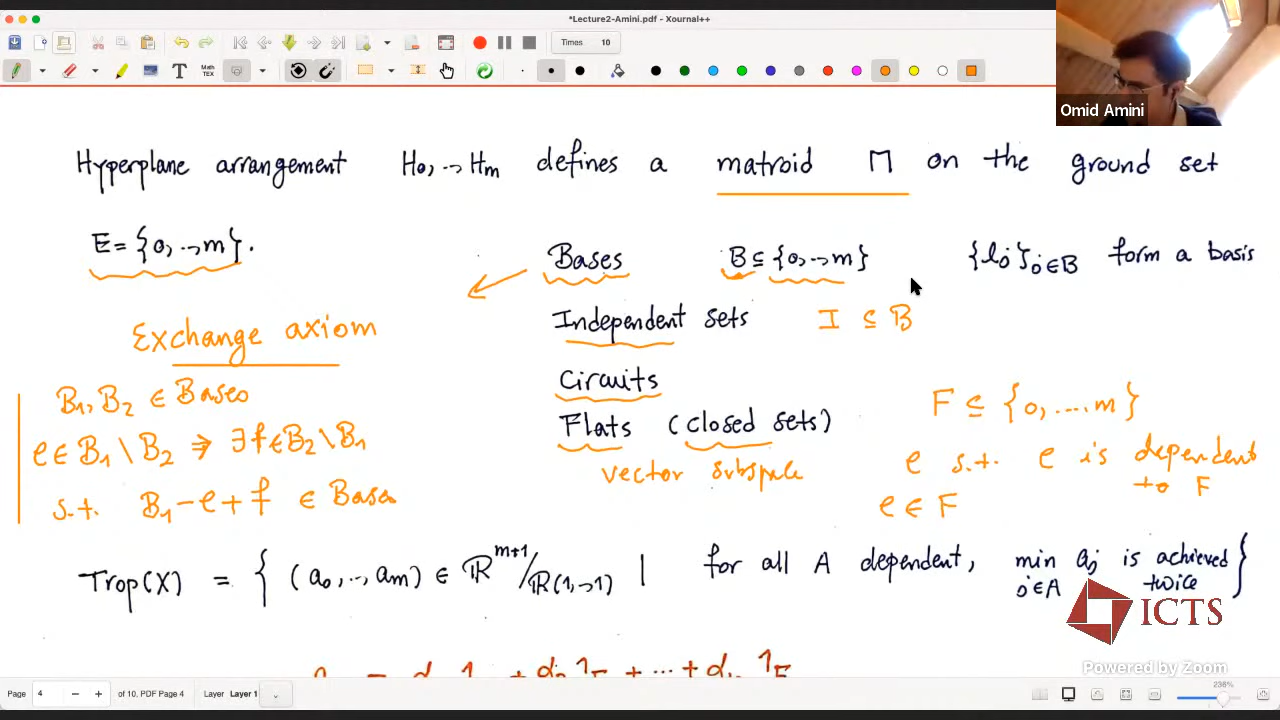 *Lecture2-Amini.pdf - Xournal++
Times 10
Omid Amini
Hyperplane arrangement H₀, ··, Hₘ defines a matroid M on the ground set
E = {0, ··, m}.
Bases B ⊆ {0, ··, m} {lⱼ}ⱼ∈B form a basis
Independent sets I ⊆ B
Exchange axiom
Circuits
B₁, B₂ ∈ Bases
Flats (closed sets) F ⊆ {0, ..., m}
e ∈ B₁ \ B₂ ⇒ ∃ f ∈ B₂ \ B₁
vector subspace e s.t. e is dependent
to F
s.t. B₁ - e + f ∈ Bases
e ∈ F
Trop(X) = { (a₀, ··, aₘ) ∈ ℝᵐ⁺¹/ℝ(1, ··, 1) | for all A dependent, min aⱼ is achieved
j∈A twice }
ICTS
Powered by Zoom
Page 4 of 10, PDF Page 4 Layer Layer 1 238%